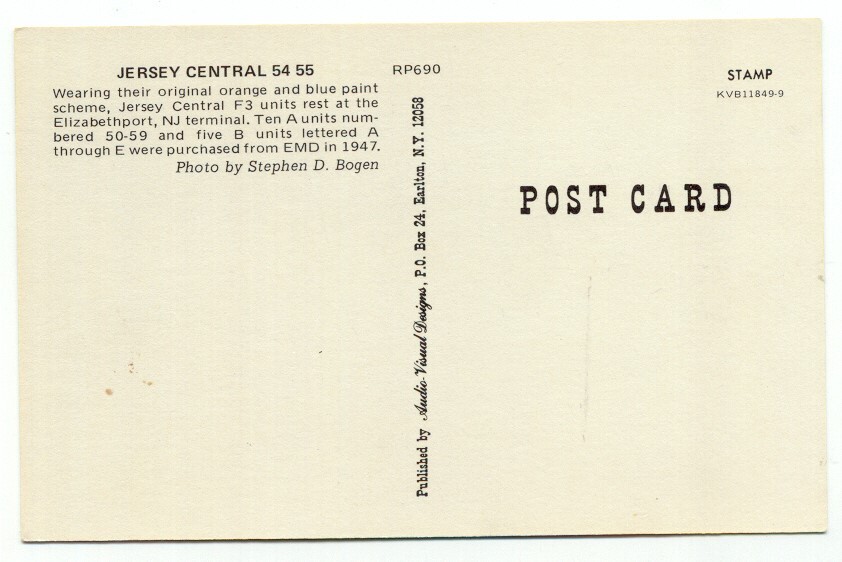 JERSEY CENTRAL 54 55
Wearing their original orange and blue paint
scheme, Jersey Central F3 units rest at the
Elizabethport, NJ terminal. Ten A units num-
bered 50-59 and five B units lettered A
through E were purchased from EMD in 1947.
Photo by Stephen D. Bogen
RP690
Published by Audio-Visual Designs, P.O. Box 24, Earlton, N.Y. 12058
STAMP
KVB11849-9
POST CARD